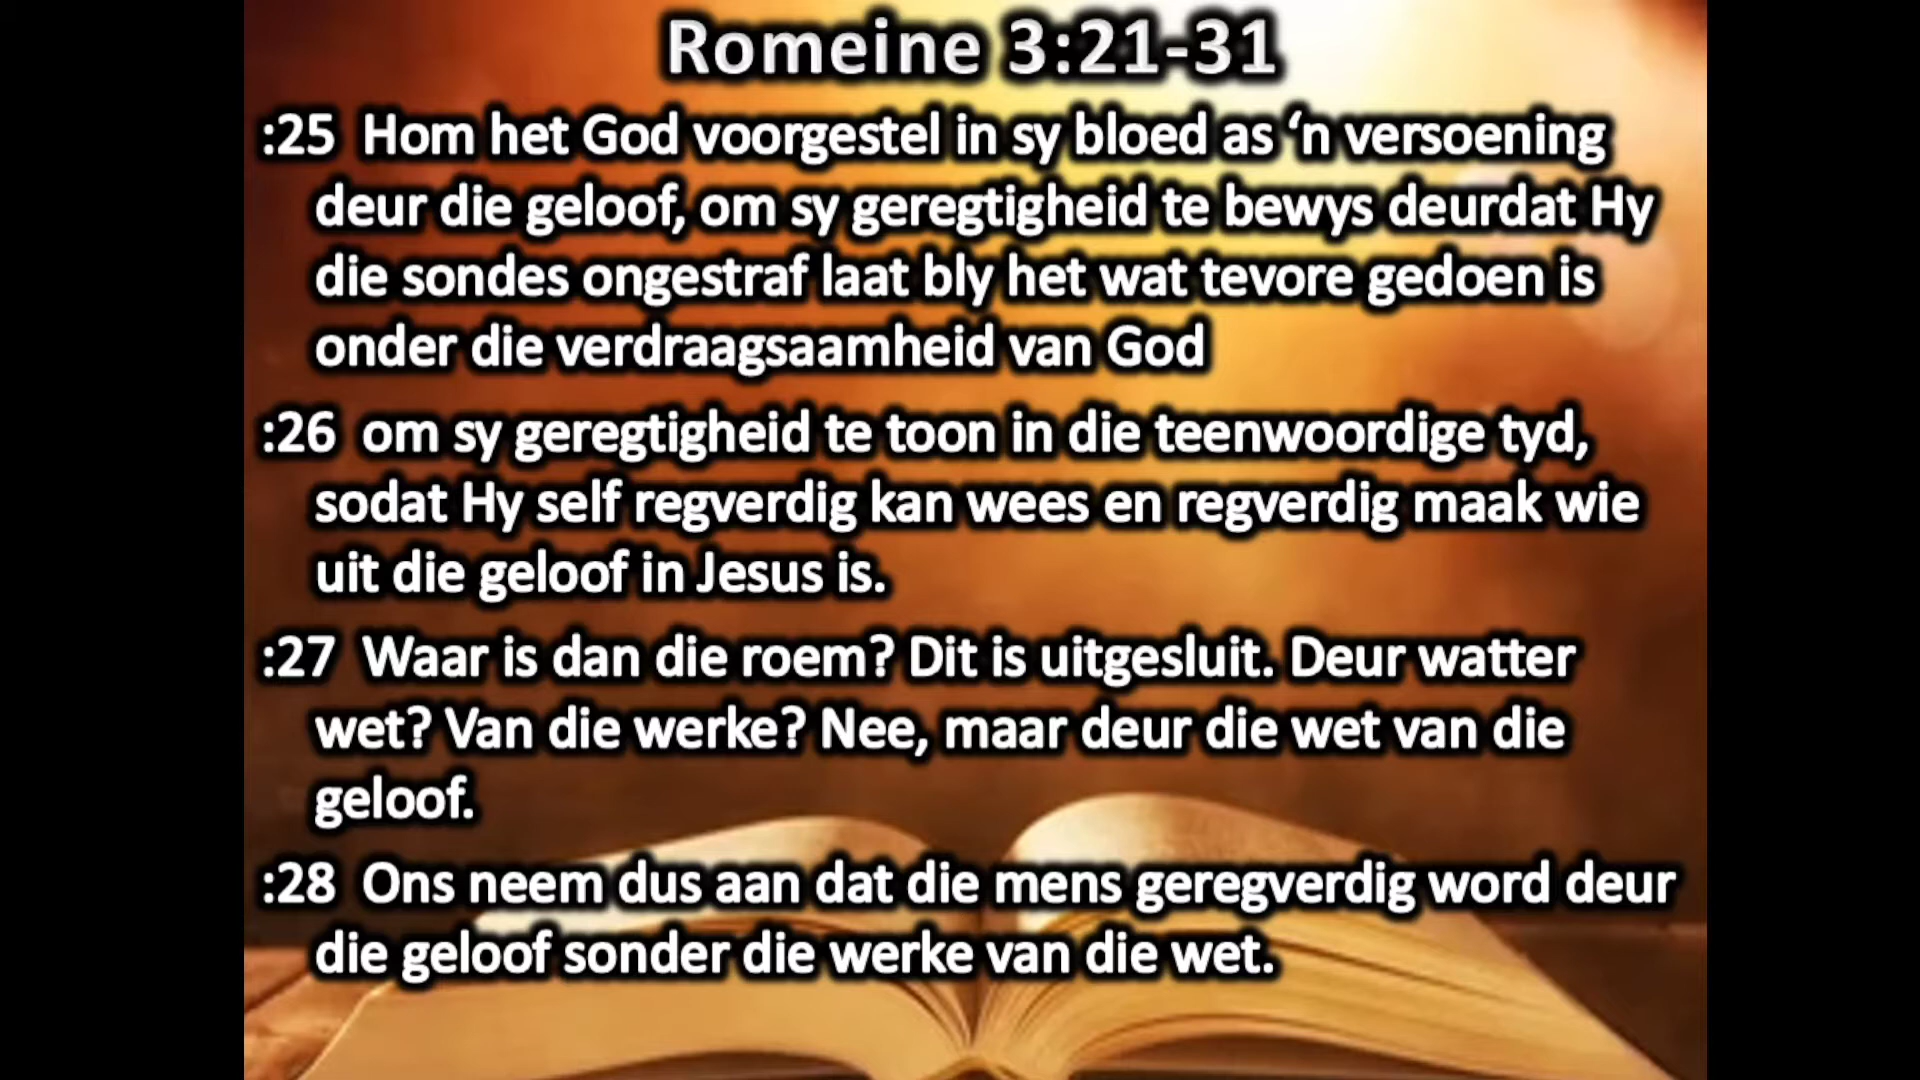 Romeine 3:21-31
:25 Hom het God voorgestel in sy bloed as ‘n versoening
deur die geloof, om sy geregtigheid te bewys deurdat Hy
die sondes ongestraf laat bly het wat tevore gedoen is
onder die verdraagsaamheid van God
:26 om sy geregtigheid te toon in die teenwoordige tyd,
sodat Hy self regverdig kan wees en regverdig maak wie
uit die geloof in Jesus is.
:27 Waar is dan die roem? Dit is uitgesluit. Deur watter
wet? Van die werke? Nee, maar deur die wet van die
geloof.
:28 Ons neem dus aan dat die mens geregverdig word deur
die geloof sonder die werke van die wet.